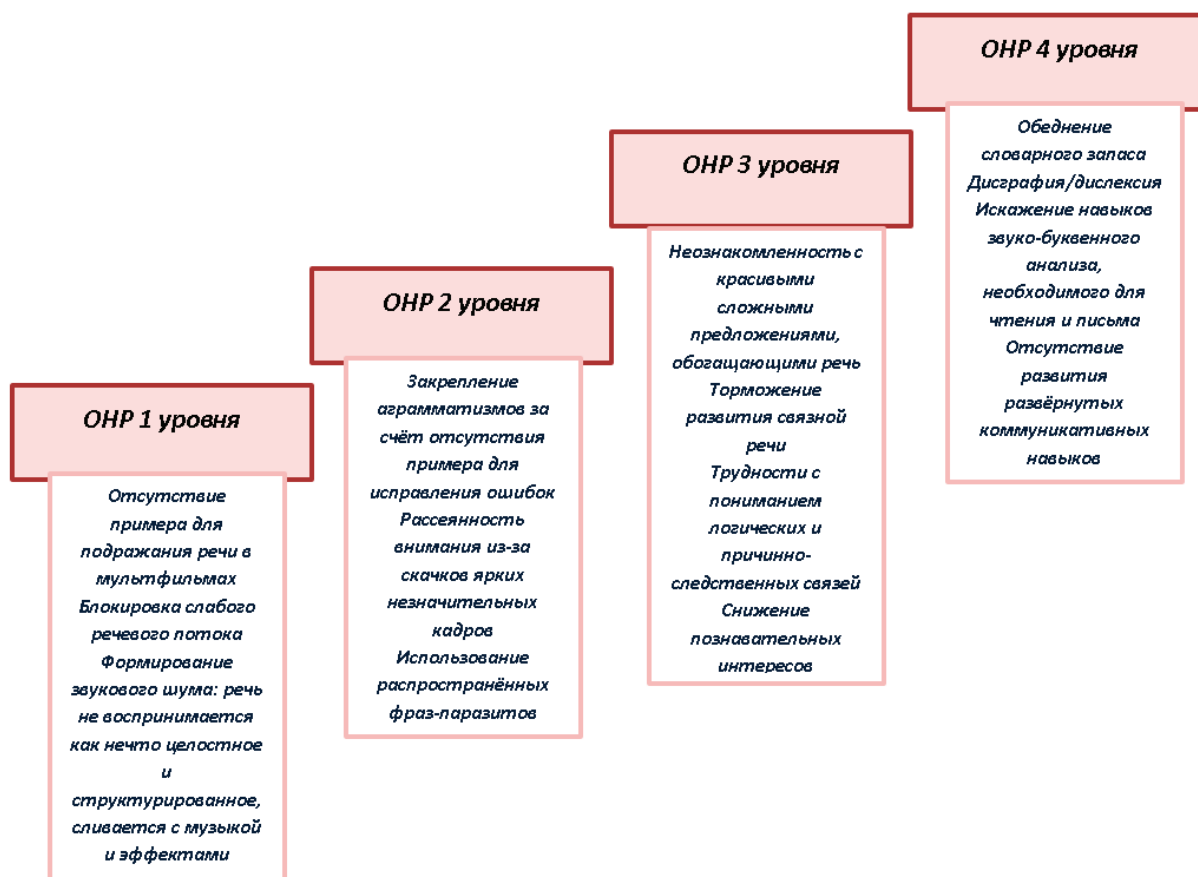 ОНР 1 уровня
Отсутствие
примера для
подражания речи в
мультфильмах
Блокировка слабого
речевого потока
Формирование
звукового шума: речь
не воспринимается
как нечто целостное
и
структурированное,
сливается с музыкой
и эффектами
ОНР 2 уровня
Закрепление
аграмматизмов за
счёт отсутствия
примера для
исправления ошибок
Рассеянность
внимания из-за
скачков ярких
незначительных
кадров
Использование
распространённых
фраз-паразитов
ОНР 3 уровня
Неознакомленность с
красивыми
сложными
предложениями,
обогащающими речь
Торможение
развития связной
речи
Трудности с
пониманием
логических и
причинно-
следственных связей
Снижение
познавательных
интересов
ОНР 4 уровня
Обеднение
словарного запаса
Дисграфия/дислексия
Искажение навыков
звуко-буквенного
анализа,
необходимого для
чтения и письма
Отсутствие
развития
развёрнутых
коммуникативных
навыков